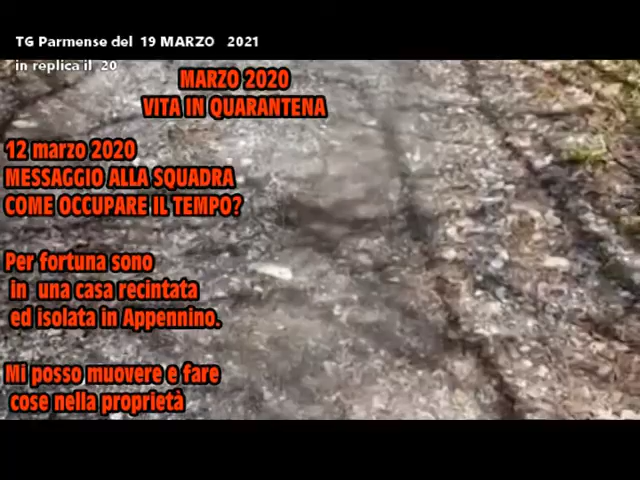 TG Parmense del 19 MARZO 2021
in replica il 20
MARZO 2020
VITA IN QUARANTENA
12 marzo 2020
MESSAGGIO ALLA SQUADRA
COME OCCUPARE IL TEMPO?
Per fortuna sono
in una casa recintata
ed isolata in Appennino.
Mi posso muovere e fare
cose nella proprietà